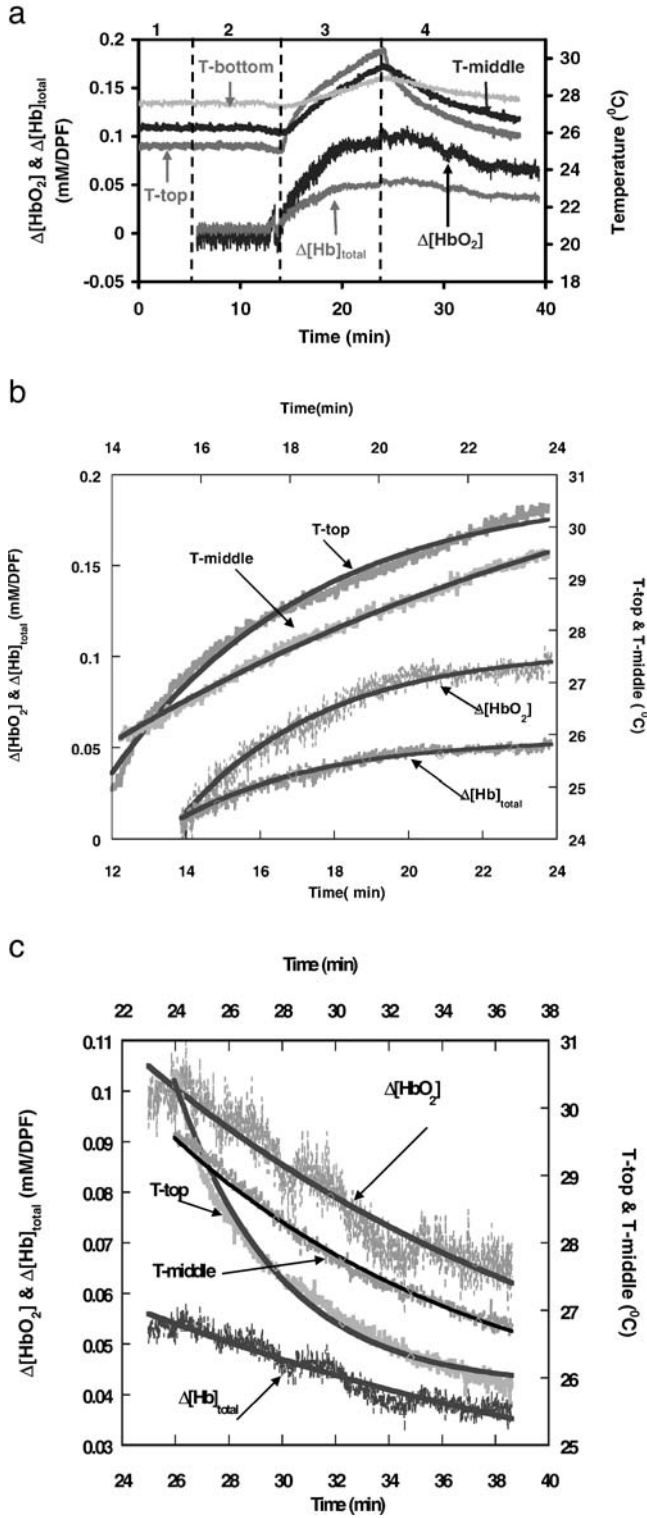 a
1 2 3 4
0.2
0.15
0.1
0.05
0
-0.05
Δ[HbO2] & Δ[Hb]total
(mM/DPF)
T-bottom
T-middle
T-top
Δ[Hb]total
Δ[HbO2]
30
28
26
24
22
20
18
Temperature (⁰C)
0 10 20 30 40
Time (min)
b
Time(min)
14 16 18 20 22 24
0.2
0.15
0.1
0.05
0
Δ[HbO2] & Δ[Hb]total (mM/DPF)
T-top
T-middle
Δ[HbO2]
Δ[Hb]total
31
30
29
28
27
26
25
24
T-top & T-middle (⁰C)
12 14 16 18 20 22 24
Time( min)
c
Time (min)
22 24 26 28 30 32 34 36 38
0.11
0.1
0.09
0.08
0.07
0.06
0.05
0.04
0.03
Δ[HbO2] & Δ[Hb]total (mM/DPF)
Δ[HbO2]
T-top
T-middle
Δ[Hb]total
31
30
29
28
27
26
25
T-top & T-middle (⁰C)
24 26 28 30 32 34 36 38 40
Time (min)